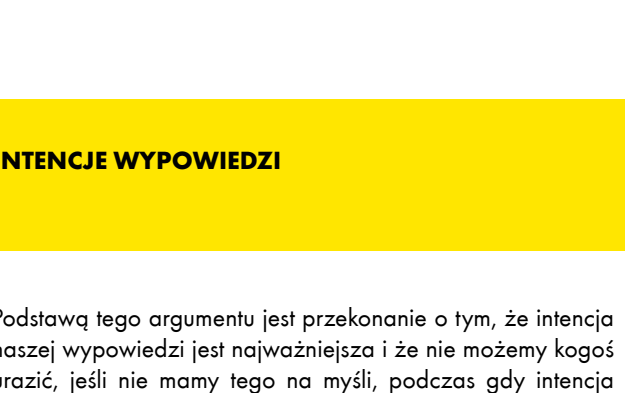 INTENCJE WYPOWIEDZI
Podstawą tego argumentu jest przekonanie o tym, że intencja
naszej wypowiedzi jest najważniejsza i że nie możemy kogoś
urazić, jeśli nie mamy tego na myśli, podczas gdy intencja